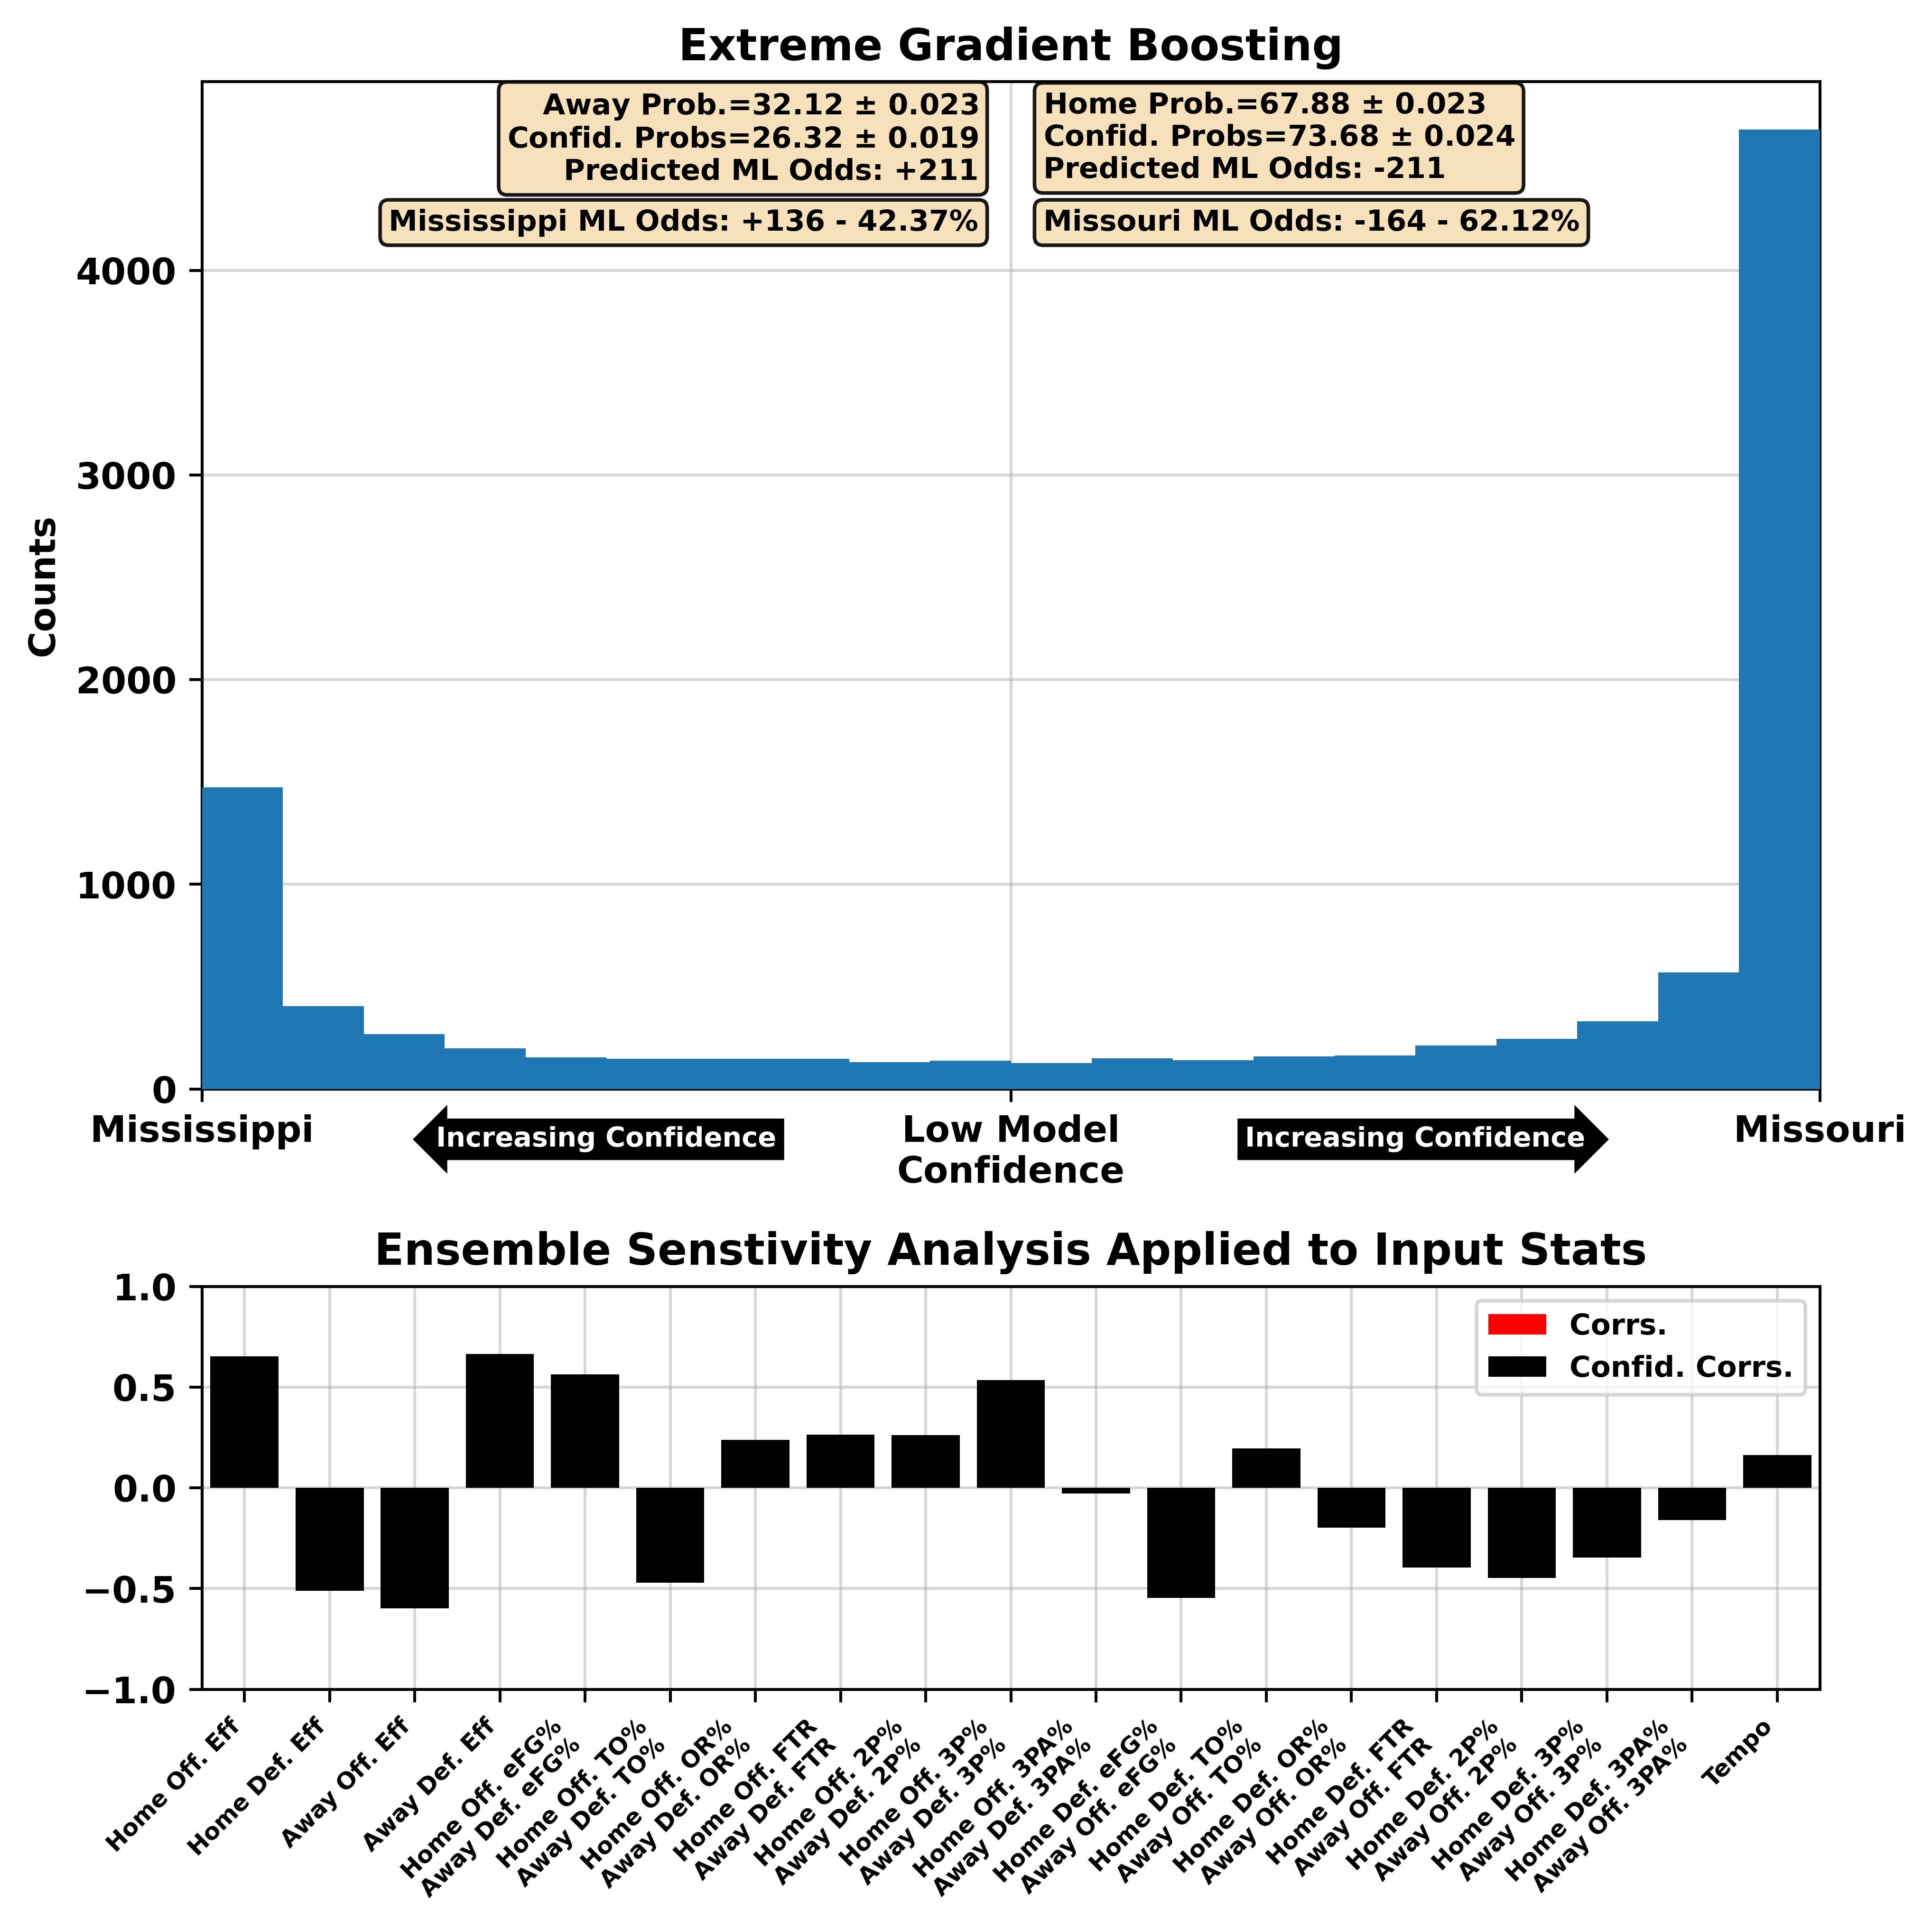 Extreme Gradient Boosting
Away Prob.=32.12 ± 0.023
Confid. Probs=26.32 ± 0.019
Predicted ML Odds: +211
Mississippi ML Odds: +136 - 42.37%
Home Prob.=67.88 ± 0.023
Confid. Probs=73.68 ± 0.024
Predicted ML Odds: -211
Missouri ML Odds: -164 - 62.12%
Counts
4000
3000
2000
1000
0
Mississippi
Increasing Confidence
Low Model
Confidence
Increasing Confidence
Missouri
Ensemble Senstivity Analysis Applied to Input Stats
1.0
0.5
0.0
−0.5
−1.0
Corrs.
Confid. Corrs.
Home Off. Eff
Home Def. Eff
Away Off. Eff
Away Def. Eff
Home Off. eFG%
Away Def. eFG%
Home Off. TO%
Away Def. TO%
Home Off. OR%
Away Def. OR%
Home Off. FTR
Away Def. FTR
Home Off. 2P%
Away Def. 2P%
Home Off. 3P%
Away Def. 3P%
Home Off. 3PA%
Away Def. 3PA%
Home Def. eFG%
Away Off. eFG%
Home Def. TO%
Away Off. TO%
Home Def. OR%
Away Off. OR%
Home Def. FTR
Away Off. FTR
Home Def. 2P%
Away Off. 2P%
Home Def. 3P%
Away Off. 3P%
Home Def. 3PA%
Away Off. 3PA%
Tempo